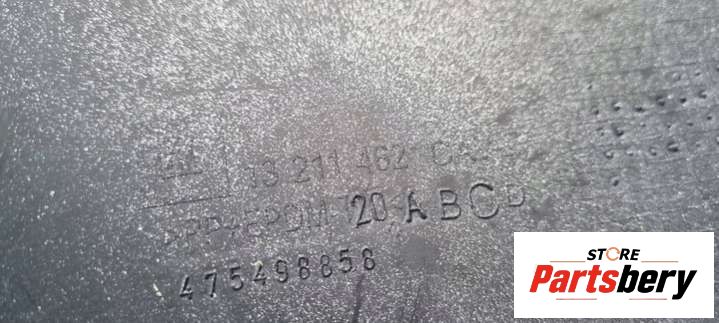 13 211 462
>PP+EPDM T20< A B C D
475498858
STORE
Partsbery